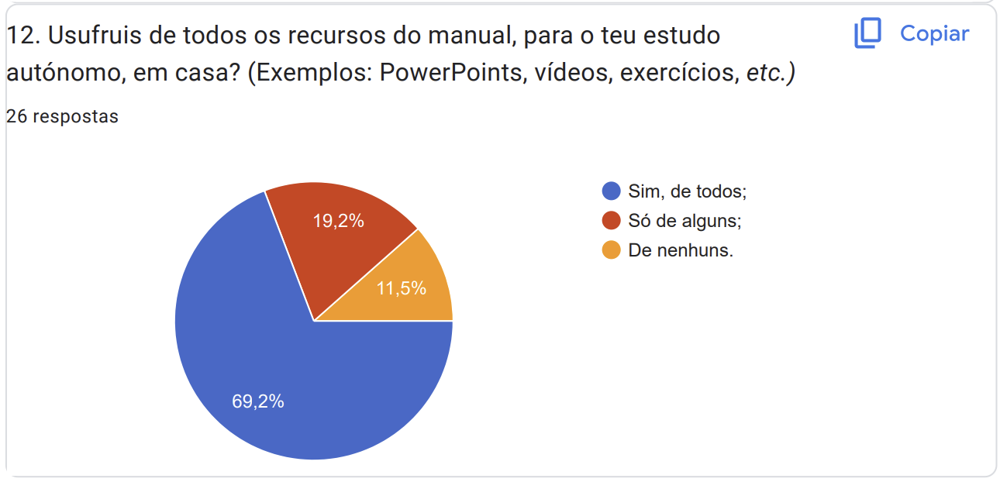 12. Usufruis de todos os recursos do manual, para o teu estudo
autónomo, em casa? (Exemplos: PowerPoints, vídeos, exercícios, etc.)
Copiar
26 respostas
19,2%
11,5%
69,2%
Sim, de todos;
Só de alguns;
De nenhuns.